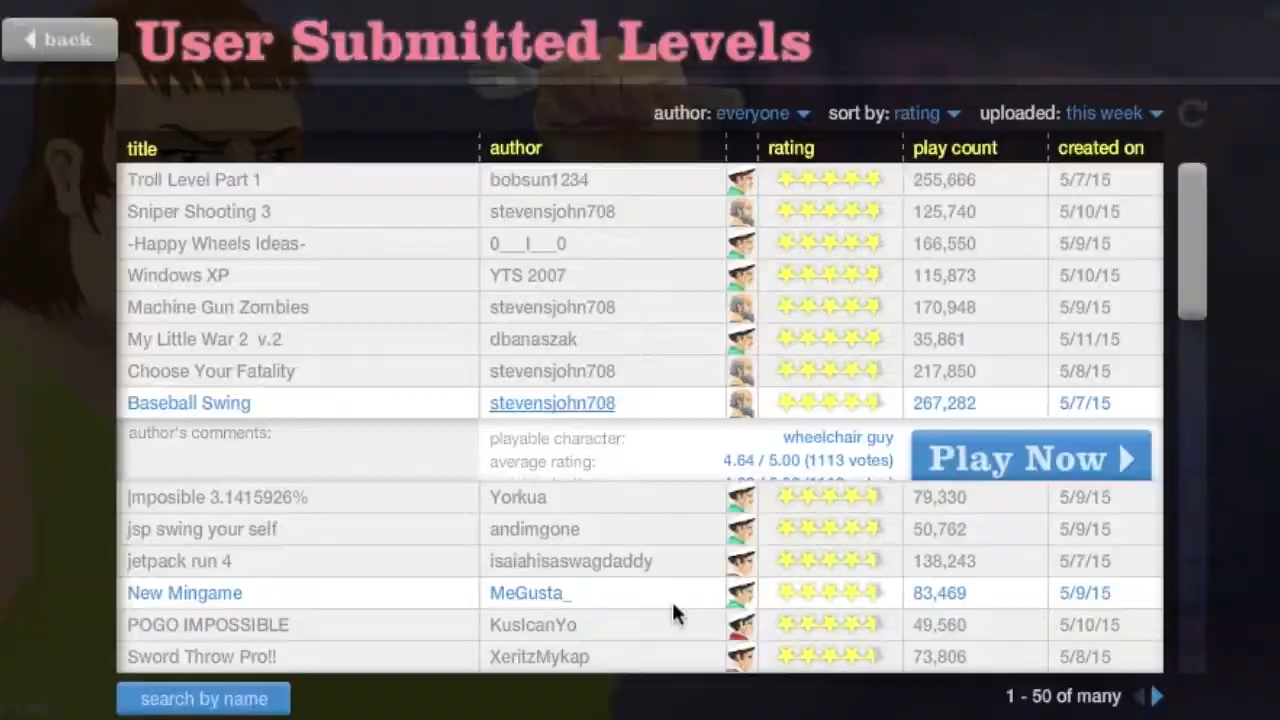 back
User Submitted Levels
author: everyone sort by: rating uploaded: this week
title author rating play count created on
Troll Level Part 1 bobsun1234 255,666 5/7/15
Sniper Shooting 3 stevensjohn708 125,740 5/10/15
-Happy Wheels Ideas- 0___I___0 166,550 5/9/15
Windows XP YTS 2007 115,873 5/10/15
Machine Gun Zombies stevensjohn708 170,948 5/9/15
My Little War 2 v.2 dbanaszak 35,861 5/11/15
Choose Your Fatality stevensjohn708 217,850 5/8/15
Baseball Swing stevensjohn708 267,282 5/7/15
author's comments: playable character: wheelchair guy
average rating: 4.64 / 5.00 (1113 votes)
Play Now
Imposible 3.1415926% Yorkua 79,330 5/9/15
jsp swing your self andimgone 50,762 5/9/15
jetpack run 4 isaiahisaswagdaddy 138,243 5/7/15
New Mingame MeGusta_ 83,469 5/9/15
POGO IMPOSSIBLE KusIcanYo 49,560 5/10/15
Sword Throw Pro!! XeritzMykap 73,806 5/8/15
search by name 1 - 50 of many